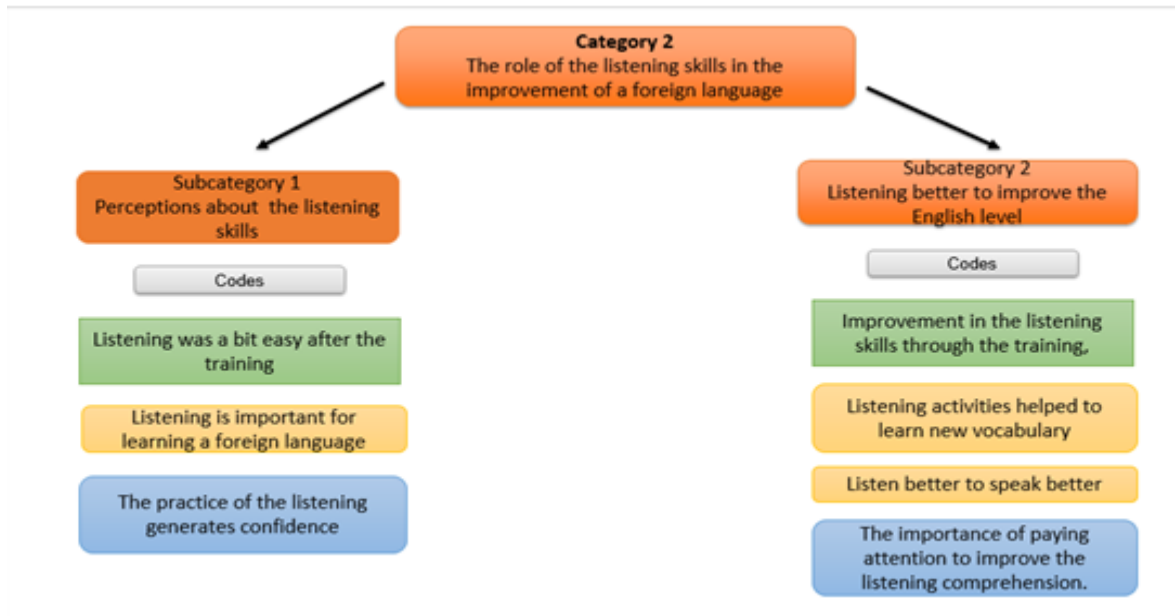 Category 2
The role of the listening skills in the
improvement of a foreign language
Subcategory 1
Perceptions about the listening
skills
Codes
Listening was a bit easy after the
training
Listening is important for
learning a foreign language
The practice of the listening
generates confidence
Subcategory 2
Listening better to improve the
English level
Codes
Improvement in the listening
skills through the training,
Listening activities helped to
learn new vocabulary
Listen better to speak better
The importance of paying
attention to improve the
listening comprehension.